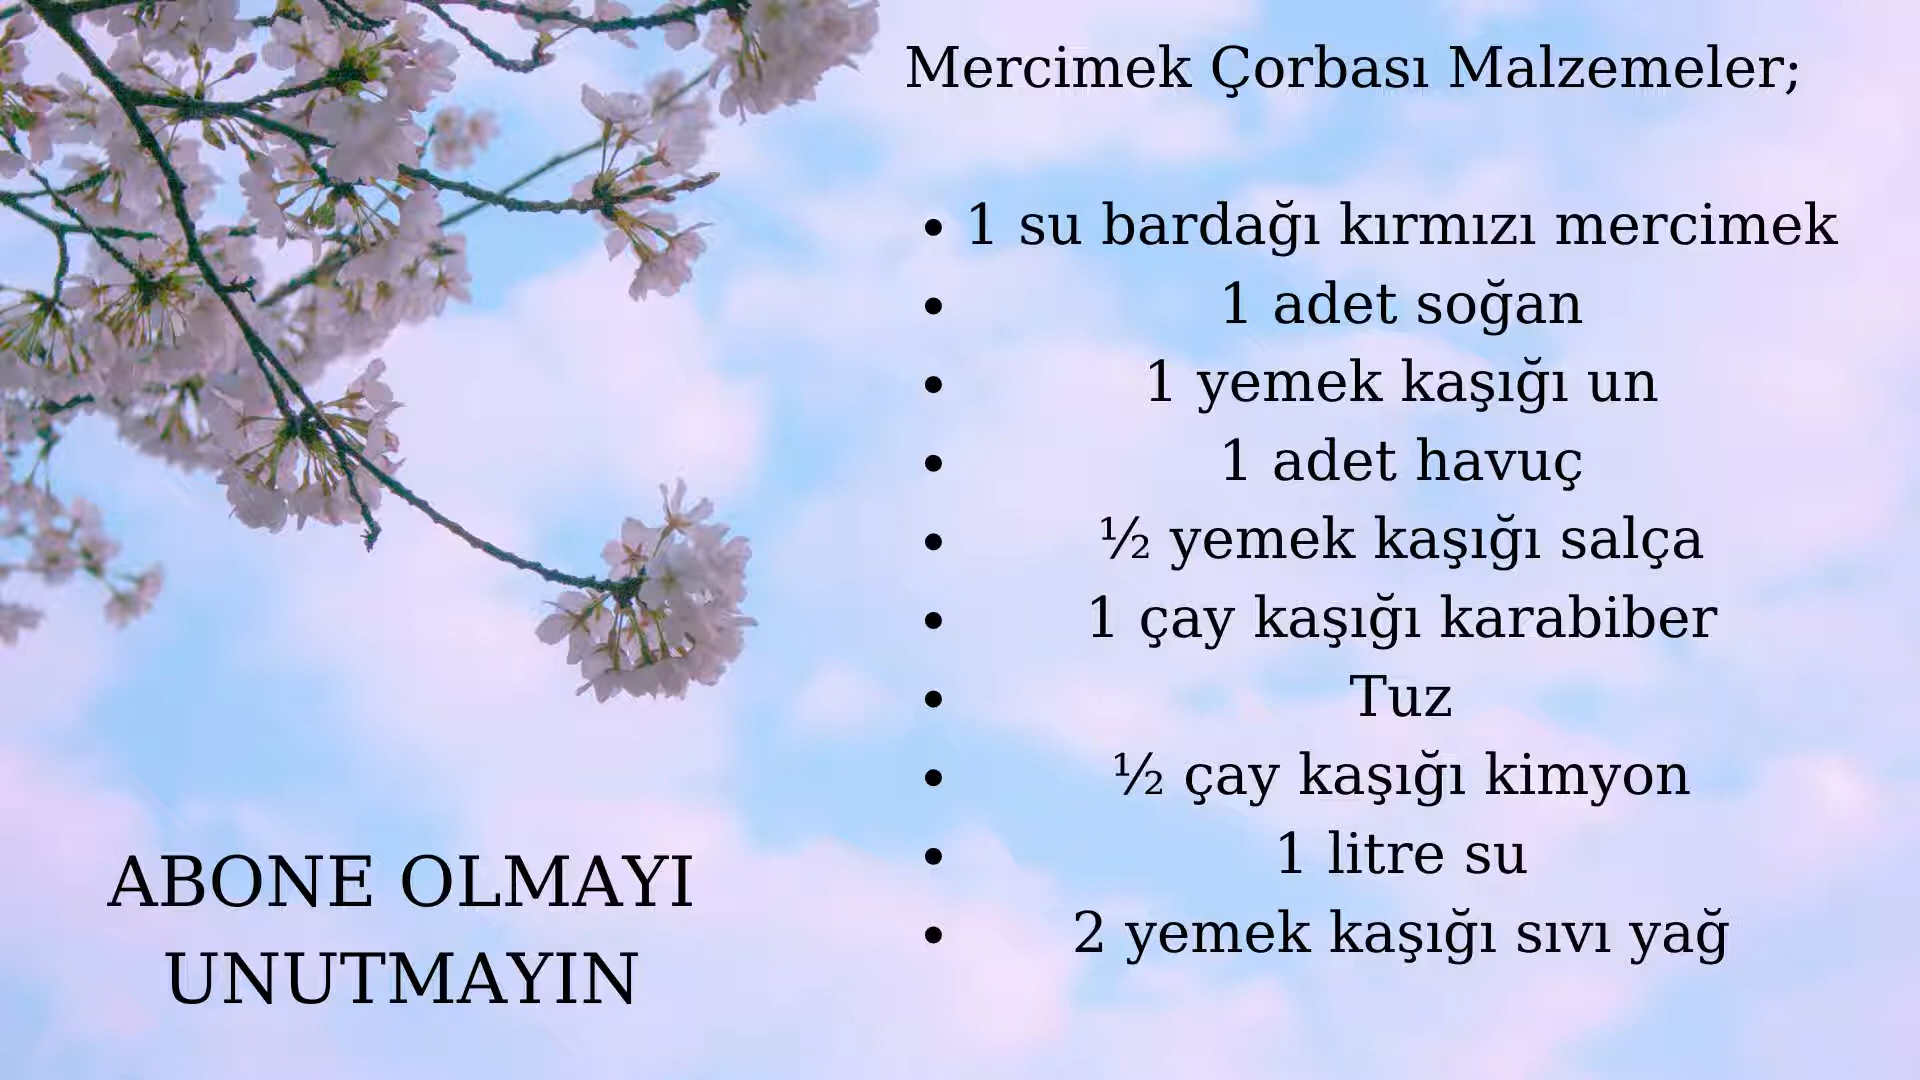 Mercimek Çorbası Malzemeler;
• 1 su bardağı kırmızı mercimek
• 1 adet soğan
• 1 yemek kaşığı un
• 1 adet havuç
• ½ yemek kaşığı salça
• 1 çay kaşığı karabiber
• Tuz
• ½ çay kaşığı kimyon
• 1 litre su
• 2 yemek kaşığı sıvı yağ
ABONE OLMAYI
UNUTMAYIN